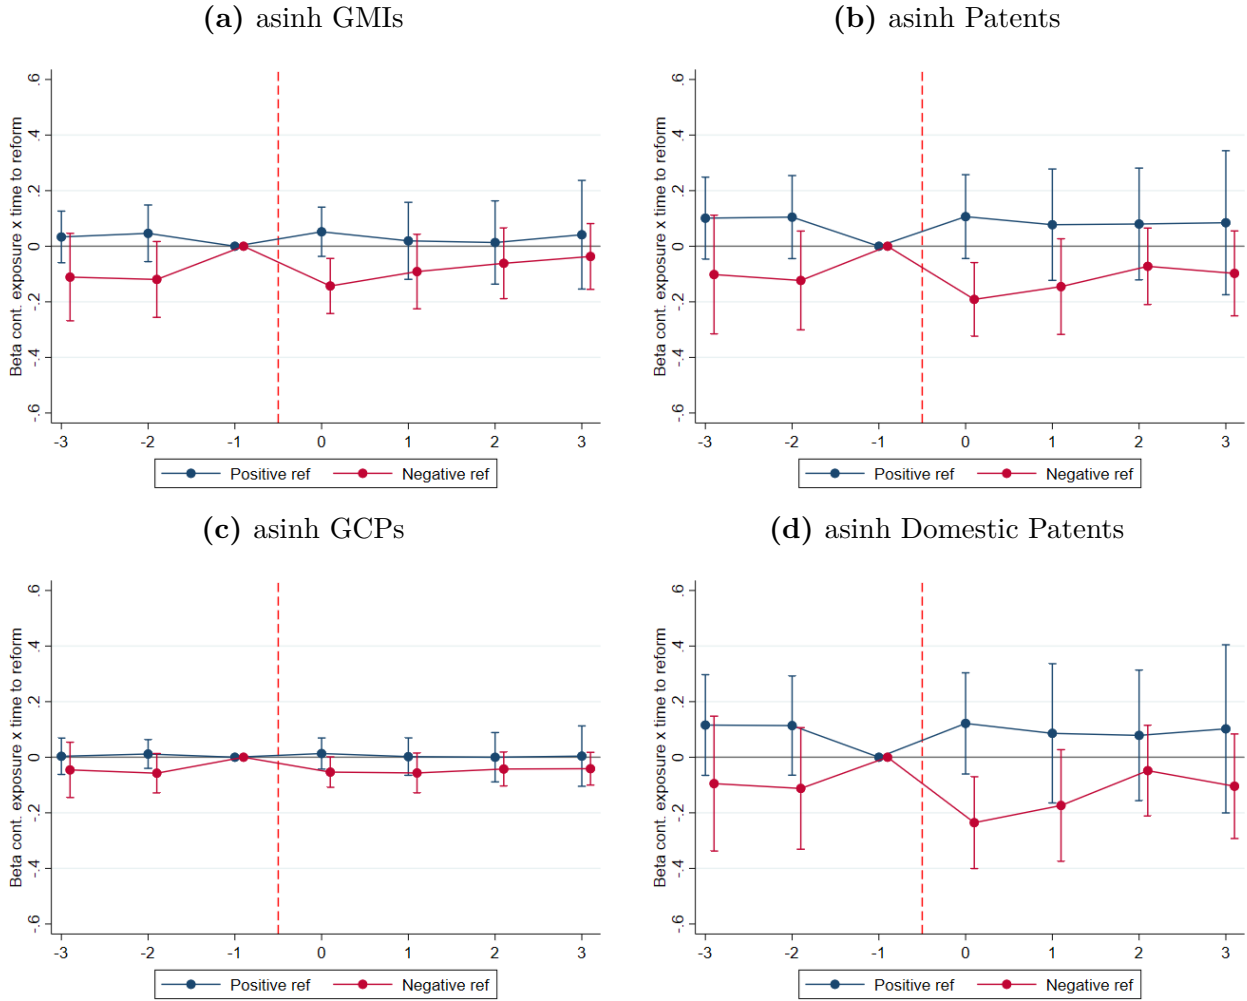 (a) asinh GMIs
Beta cont. exposure x time to reform
.6
.4
.2
0
-.2
-.4
-.6
-3 -2 -1 0 1 2 3
Positive ref Negative ref
(b) asinh Patents
Beta cont. exposure x time to reform
.6
.4
.2
0
-.2
-.4
-.6
-3 -2 -1 0 1 2 3
Positive ref Negative ref
(c) asinh GCPs
Beta cont. exposure x time to reform
.6
.4
.2
0
-.2
-.4
-.6
-3 -2 -1 0 1 2 3
Positive ref Negative ref
(d) asinh Domestic Patents
Beta cont. exposure x time to reform
.6
.4
.2
0
-.2
-.4
-.6
-3 -2 -1 0 1 2 3
Positive ref Negative ref